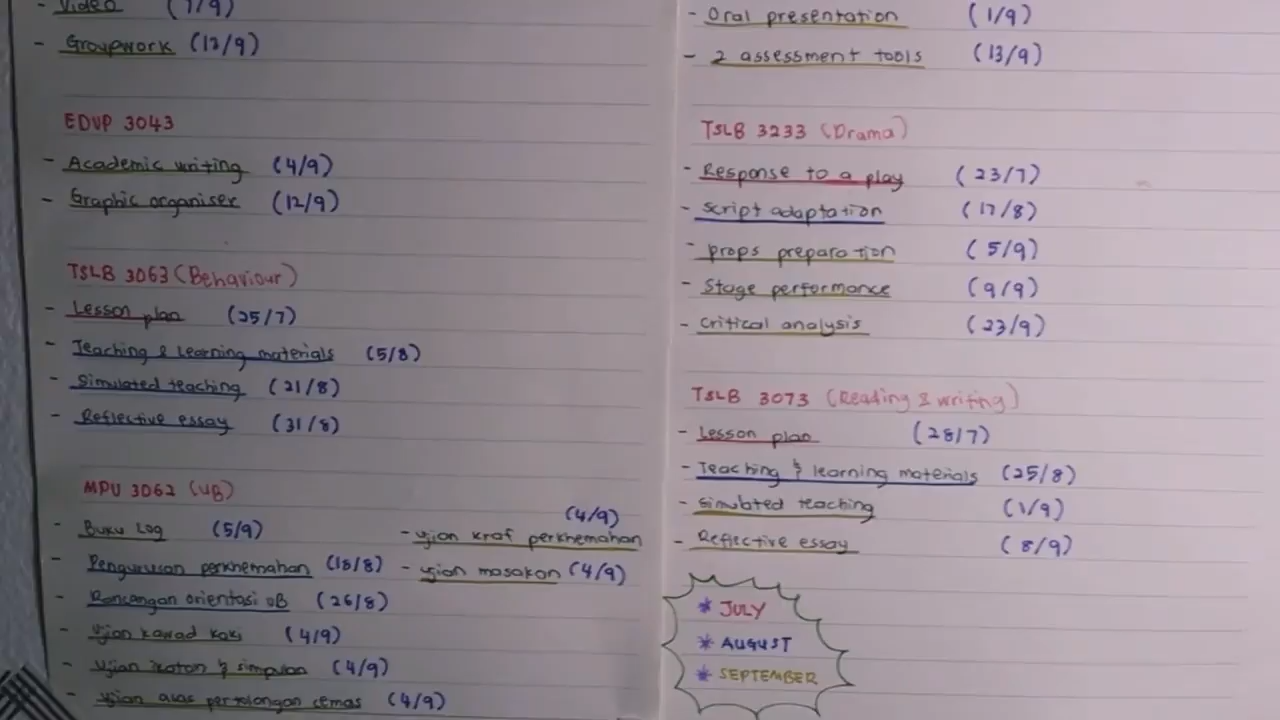 - Video (7/9)
- Groupwork (12/9)
EDUP 3043
- Academic writing (4/9)
- Graphic organiser (12/9)
TSLB 3063 (Behaviour)
- Lesson plan (25/7)
- Teaching & learning materials (5/8)
- Simulated teaching (21/8)
- Reflective essay (31/8)
MPU 3062 (UB)
- Buku Log (5/9)
- Pengurusan perkhemahan (18/8)
- Rancangan orientasi UB (26/8)
- Ujian kawad kaki (4/9)
- Ujian ikatan & simpulan (4/9)
- Ujian asas pertolongan cemas (4/9)
(4/9)
- Ujian kraf perkhemahan
- Ujian masakan (4/9)
- Oral presentation (1/9)
- 2 assessment tools (13/9)
TSLB 3233 (Drama)
- Response to a play (23/7)
- Script adaptation (17/8)
- props preparation (5/9)
- Stage performance (9/9)
- Critical analysis (23/9)
TSLB 3073 (Reading & writing)
- Lesson plan (28/7)
- Teaching & learning materials (25/8)
- Simulated teaching (1/9)
- Reflective essay (8/9)
* JULY
* AUGUST
* SEPTEMBER